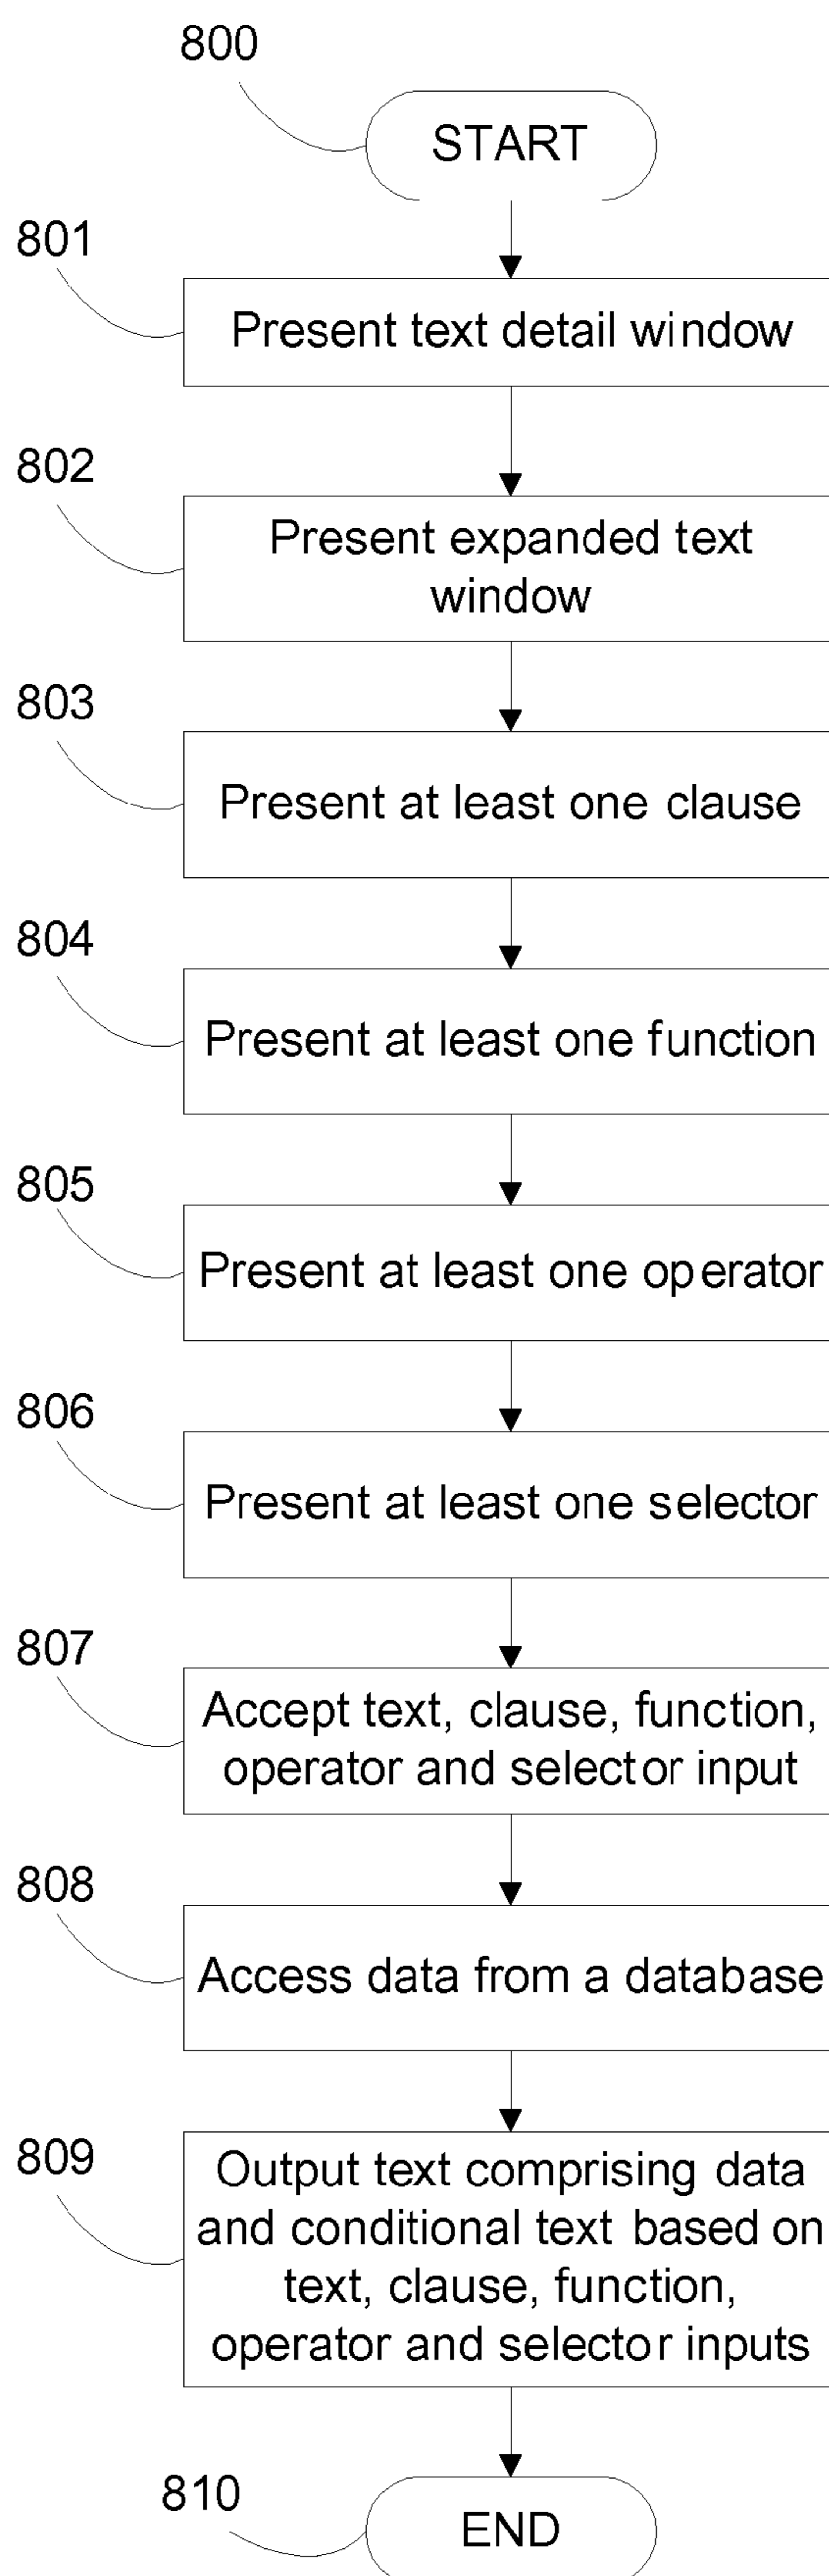 800
START
801
Present text detail window
802
Present expanded text
window
803
Present at least one clause
804
Present at least one function
805
Present at least one operator
806
Present at least one selector
807
Accept text, clause, function,
operator and selector input
808
Access data from a database
809
Output text comprising data
and conditional text based on
text, clause, function,
operator and selector inputs
810
END